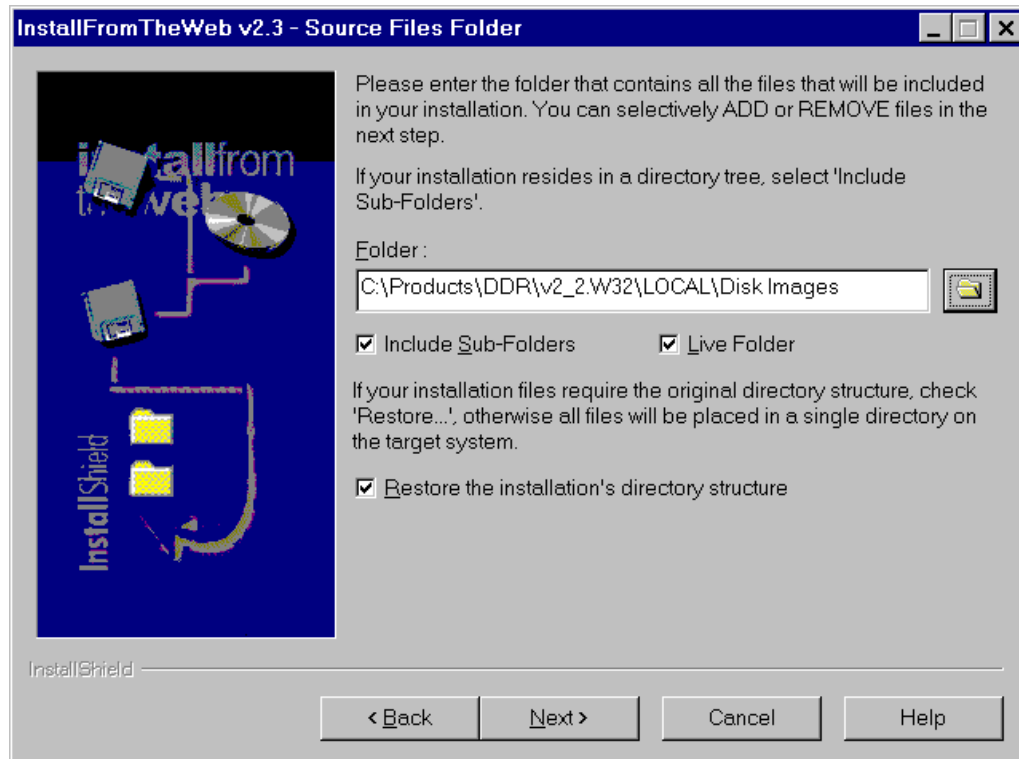 InstallFromTheWeb v2.3 - Source Files Folder
Please enter the folder that contains all the files that will be included
in your installation. You can selectively ADD or REMOVE files in the
next step.
If your installation resides in a directory tree, select 'Include
Sub-Folders'.
Folder :
C:\Products\DDR\v2_2.W32\LOCAL\Disk Images
Include Sub-Folders
Live Folder
If your installation files require the original directory structure, check
'Restore...', otherwise all files will be placed in a single directory on
the target system.
Restore the installation's directory structure
installfrom
the web
InstallShield
InstallShield
< Back
Next >
Cancel
Help